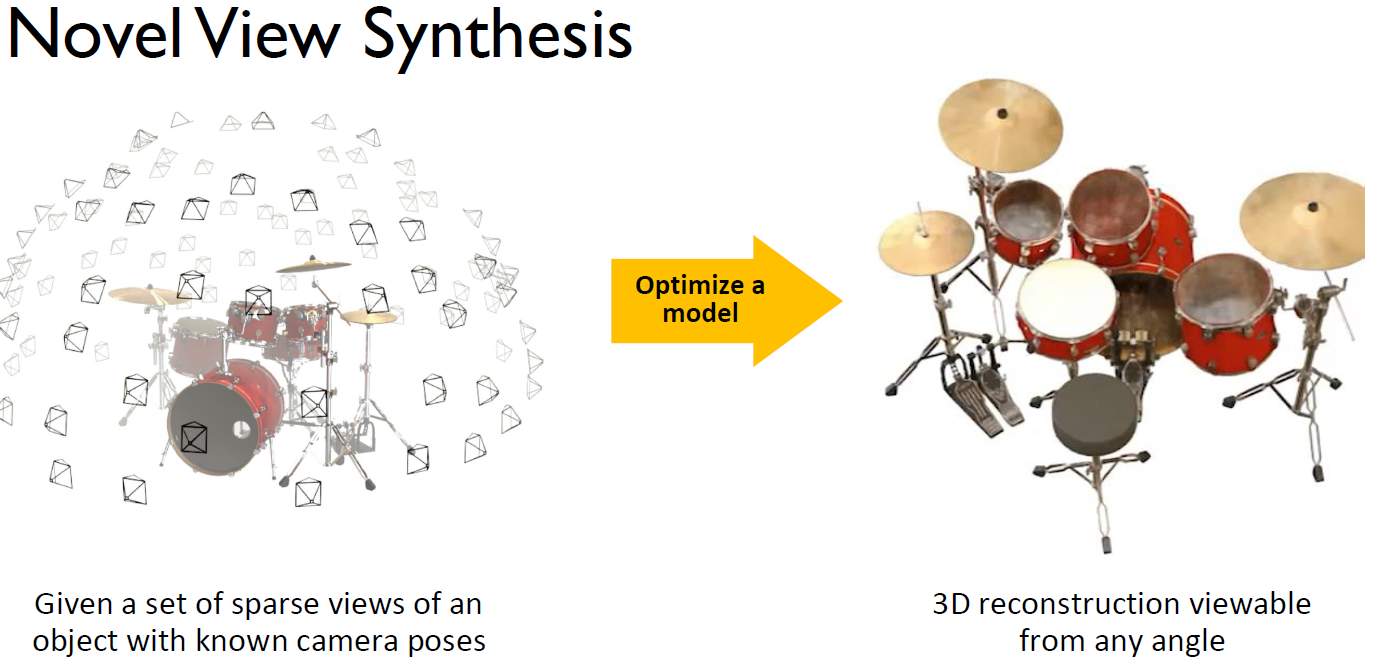 Novel View Synthesis
Optimize a
model
Given a set of sparse views of an
object with known camera poses
3D reconstruction viewable
from any angle